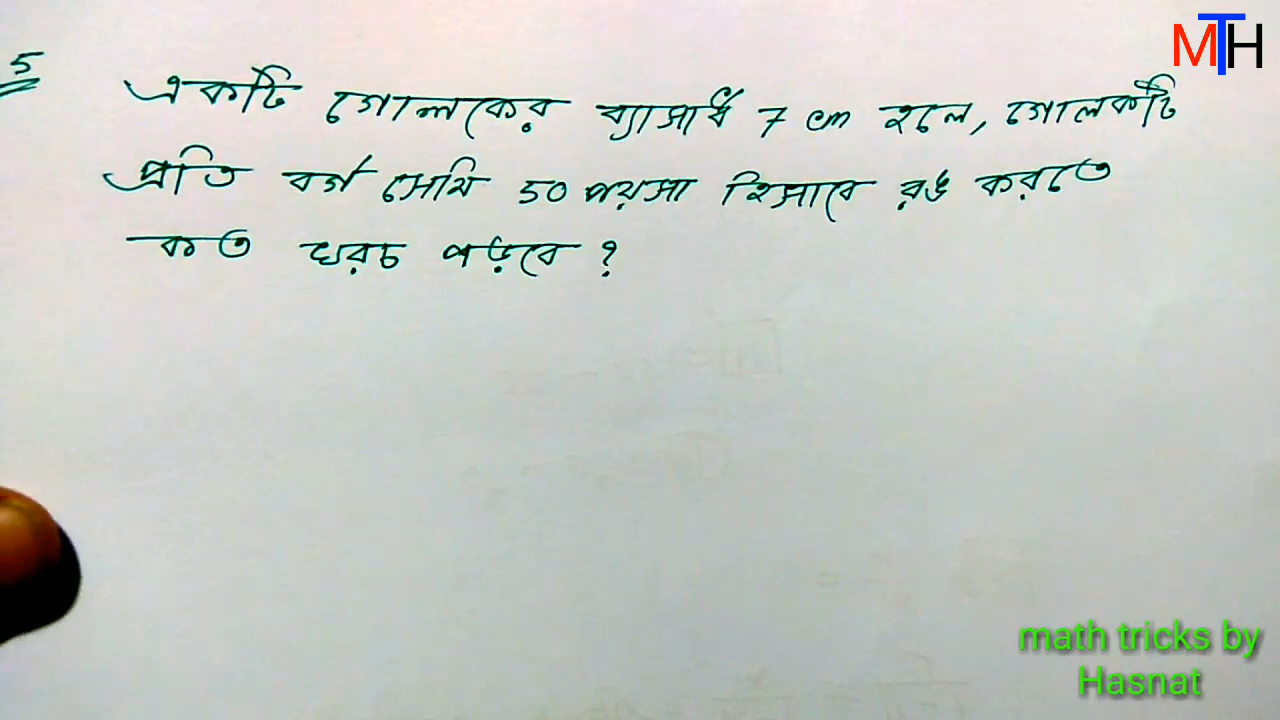 MTH
5
একটি গোলকের ব্যাসার্ধ 7 cm হলে, গোলকটি
প্রতি বর্গ সেমি 50 পয়সা হিসাবে রঙ করতে
কত খরচ পড়বে ?
math tricks by
Hasnat